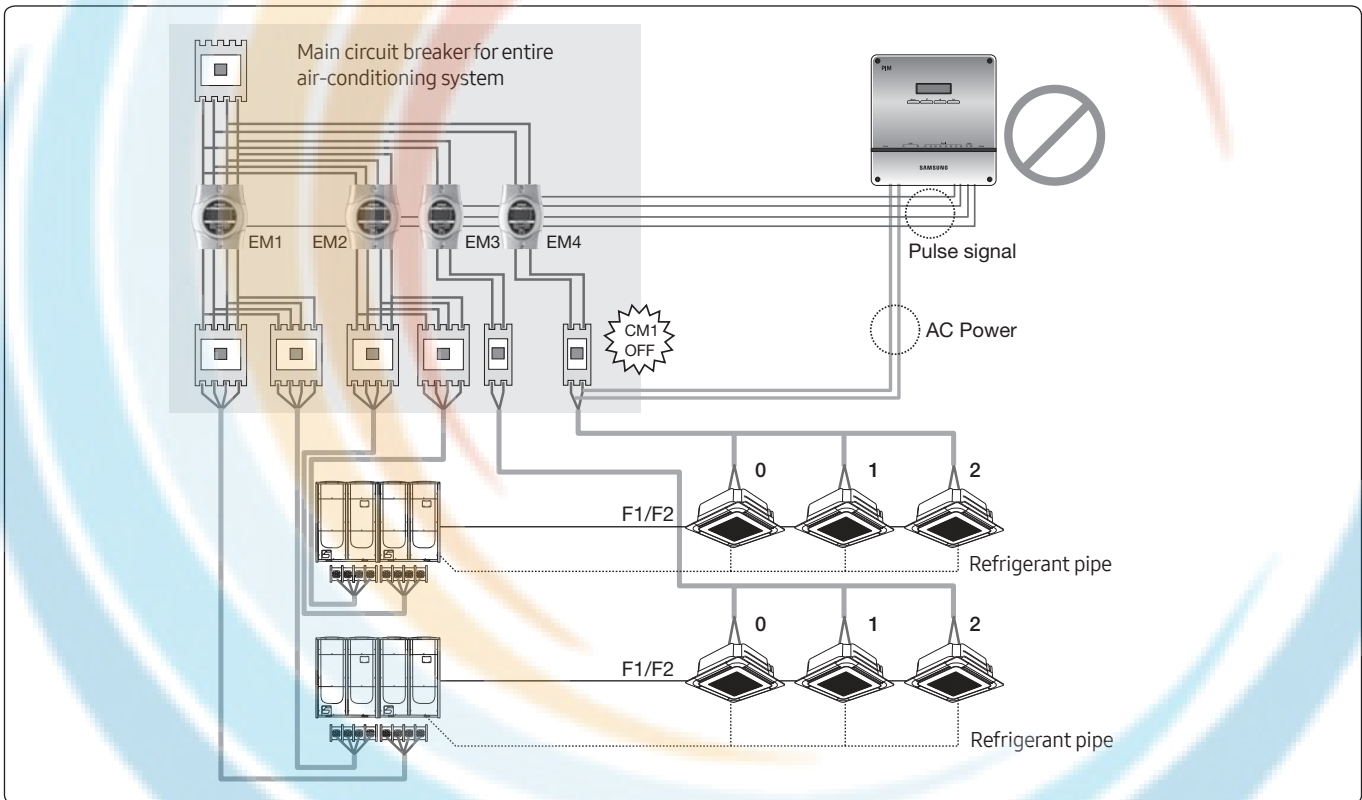 Main circuit breaker for entire
air-conditioning system
PIM
SAMSUNG
EM1
EM2
EM3
EM4
Pulse signal
CM1
OFF
AC Power
0
1
2
F1/F2
Refrigerant pipe
0
1
2
F1/F2
Refrigerant pipe